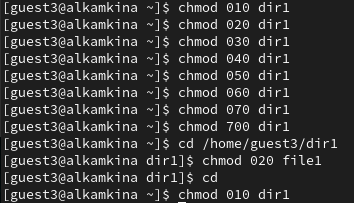 [guest3@alkamkina ~]$ chmod 010 dir1
[guest3@alkamkina ~]$ chmod 020 dir1
[guest3@alkamkina ~]$ chmod 030 dir1
[guest3@alkamkina ~]$ chmod 040 dir1
[guest3@alkamkina ~]$ chmod 050 dir1
[guest3@alkamkina ~]$ chmod 060 dir1
[guest3@alkamkina ~]$ chmod 070 dir1
[guest3@alkamkina ~]$ chmod 700 dir1
[guest3@alkamkina ~]$ cd /home/guest3/dir1
[guest3@alkamkina dir1]$ chmod 020 file1
[guest3@alkamkina dir1]$ cd
[guest3@alkamkina ~]$ chmod 010 dir1